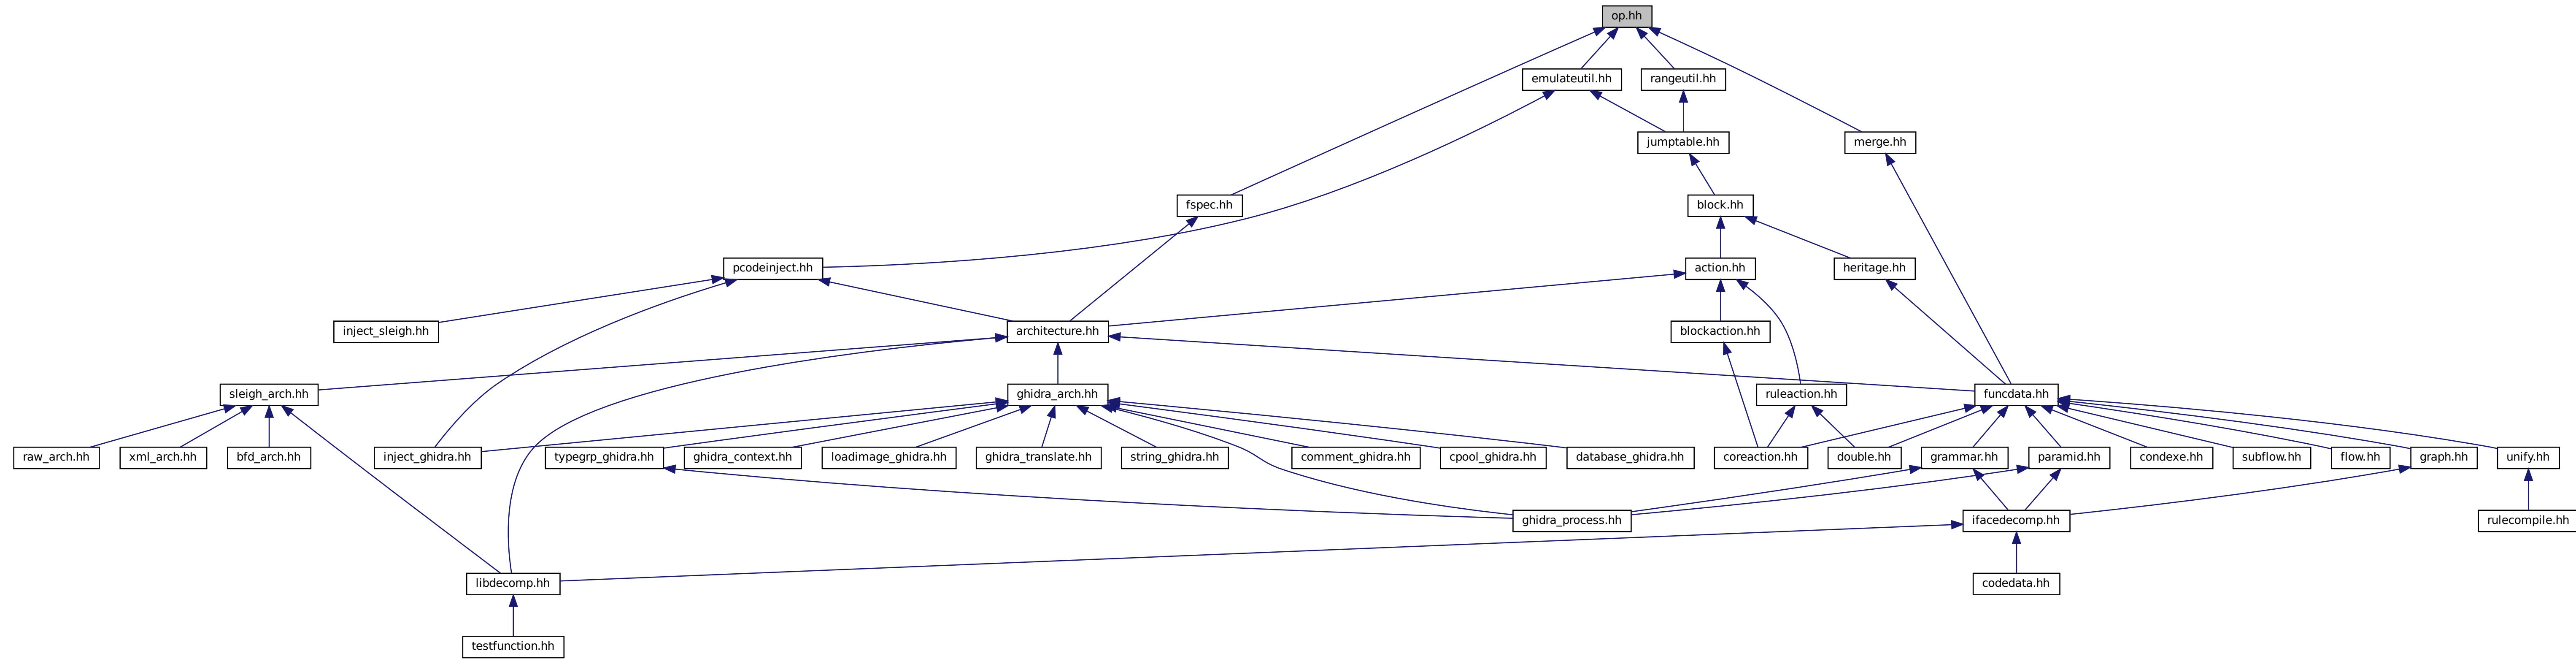 op.hh
emulateutil.hh
rangeutil.hh
jumptable.hh
merge.hh
fspec.hh
block.hh
pcodeinject.hh
action.hh
heritage.hh
inject_sleigh.hh
architecture.hh
blockaction.hh
sleigh_arch.hh
ghidra_arch.hh
ruleaction.hh
funcdata.hh
raw_arch.hh
xml_arch.hh
bfd_arch.hh
inject_ghidra.hh
typegrp_ghidra.hh
ghidra_context.hh
loadimage_ghidra.hh
ghidra_translate.hh
string_ghidra.hh
comment_ghidra.hh
cpool_ghidra.hh
database_ghidra.hh
coreaction.hh
double.hh
grammar.hh
paramid.hh
condexe.hh
subflow.hh
flow.hh
graph.hh
unify.hh
ghidra_process.hh
ifacedecomp.hh
rulecompile.hh
libdecomp.hh
codedata.hh
testfunction.hh